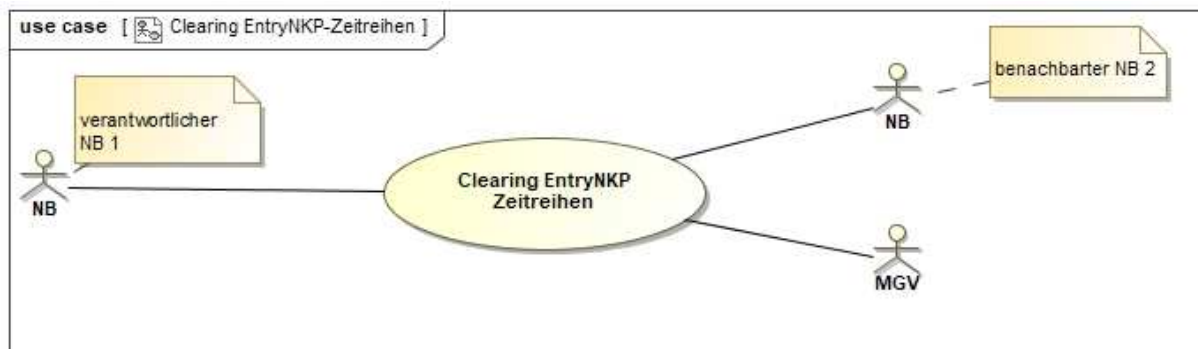 use case [ Clearing EntryNKP-Zeitreihen ]
verantwortlicher
NB 1
NB
Clearing EntryNKP
Zeitreihen
NB
benachbarter NB 2
MGV